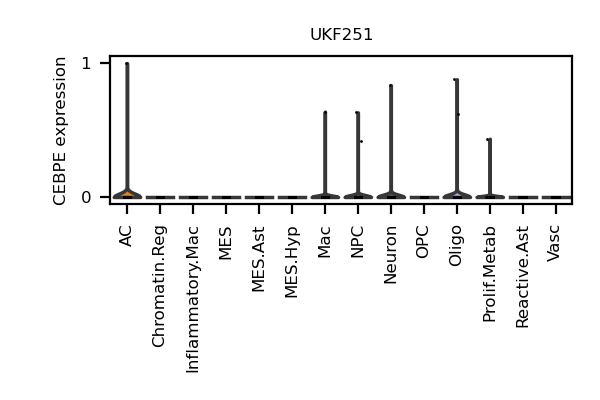 UKF251
CEBPE expression
1
0
AC
Chromatin.Reg
Inflammatory.Mac
MES
MES.Ast
MES.Hyp
Mac
NPC
Neuron
OPC
Oligo
Prolif.Metab
Reactive.Ast
Vasc